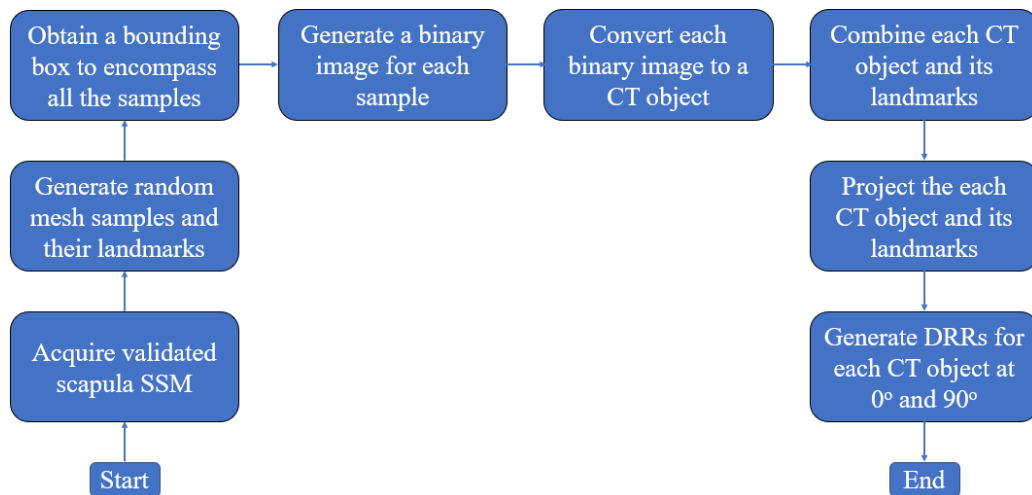 Start
Acquire validated
scapula SSM
Generate random
mesh samples and
their landmarks
Obtain a bounding
box to encompass
all the samples
Generate a binary
image for each
sample
Convert each
binary image to a
CT object
Combine each CT
object and its
landmarks
Project the each
CT object and its
landmarks
Generate DRRs for
each CT object at
0º and 90º
End